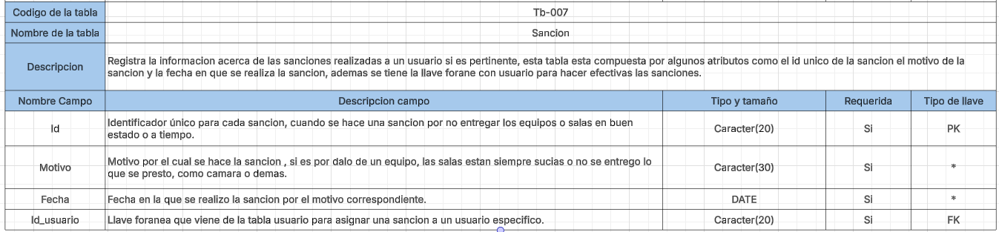 Codigo de la tabla Tb-007
Nombre de la tabla Sancion
Descripcion
Registra la informacion acerca de las sanciones realizadas a un usuario si es pertinente, esta tabla esta compuesta por algunos atributos como el id unico de la sancion el motivo de la
sancion y la fecha en que se realiza la sancion, ademas se tiene la llave forane con usuario para hacer efectivas las sanciones.
Nombre Campo Descripcion campo Tipo y tamaño Requerida Tipo de llave
Id
Identificador único para cada sancion, cuando se hace una sancion por no entregar los equipos o salas en buen
estado o a tiempo.
Caracter(20) Si PK
Motivo
Motivo por el cual se hace la sancion , si es por dalo de un equipo, las salas estan siempre sucias o no se entrego lo
que se presto, como camara o demas.
Caracter(30) Si *
Fecha Fecha en la que se realizo la sancion por el motivo correspondiente. DATE Si *
Id_usuario Llave foranea que viene de la tabla usuario para asignar una sancion a un usuario especifico. Caracter(20) Si FK